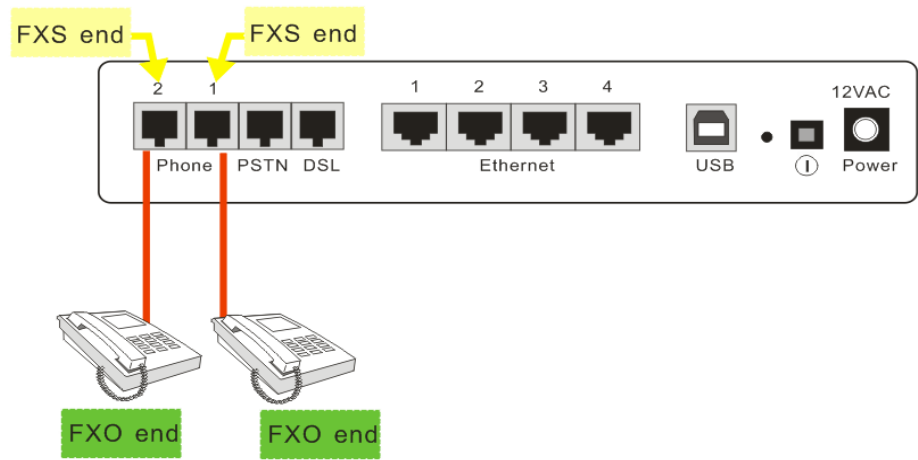 FXS end
FXS end
2 1
1 2 3 4
12VAC
Phone PSTN DSL
Ethernet
USB
Power
FXO end
FXO end